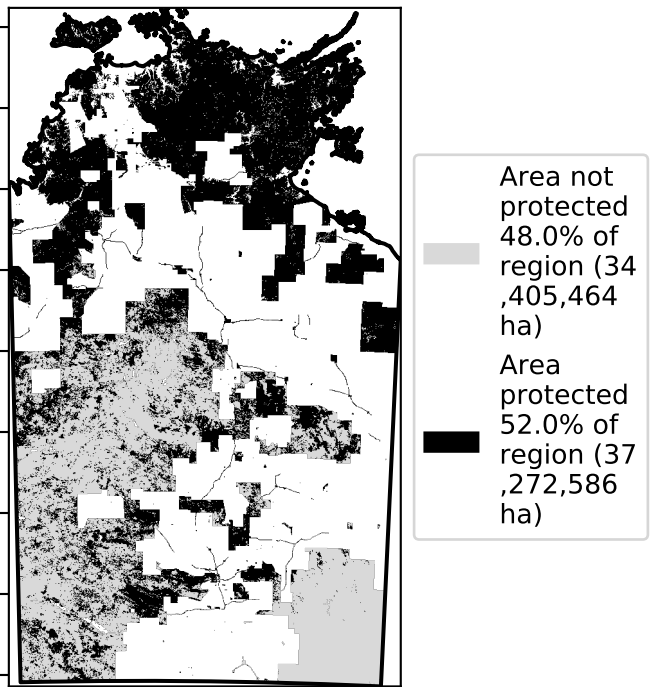 Area not
protected
48.0% of
region (34
,405,464
ha)
Area
protected
52.0% of
region (37
,272,586
ha)